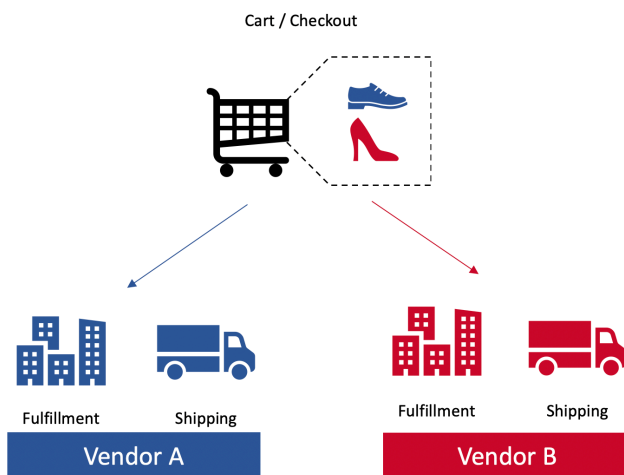 Cart / Checkout
Fulfillment
Shipping
Vendor A
Fulfillment
Shipping
Vendor B